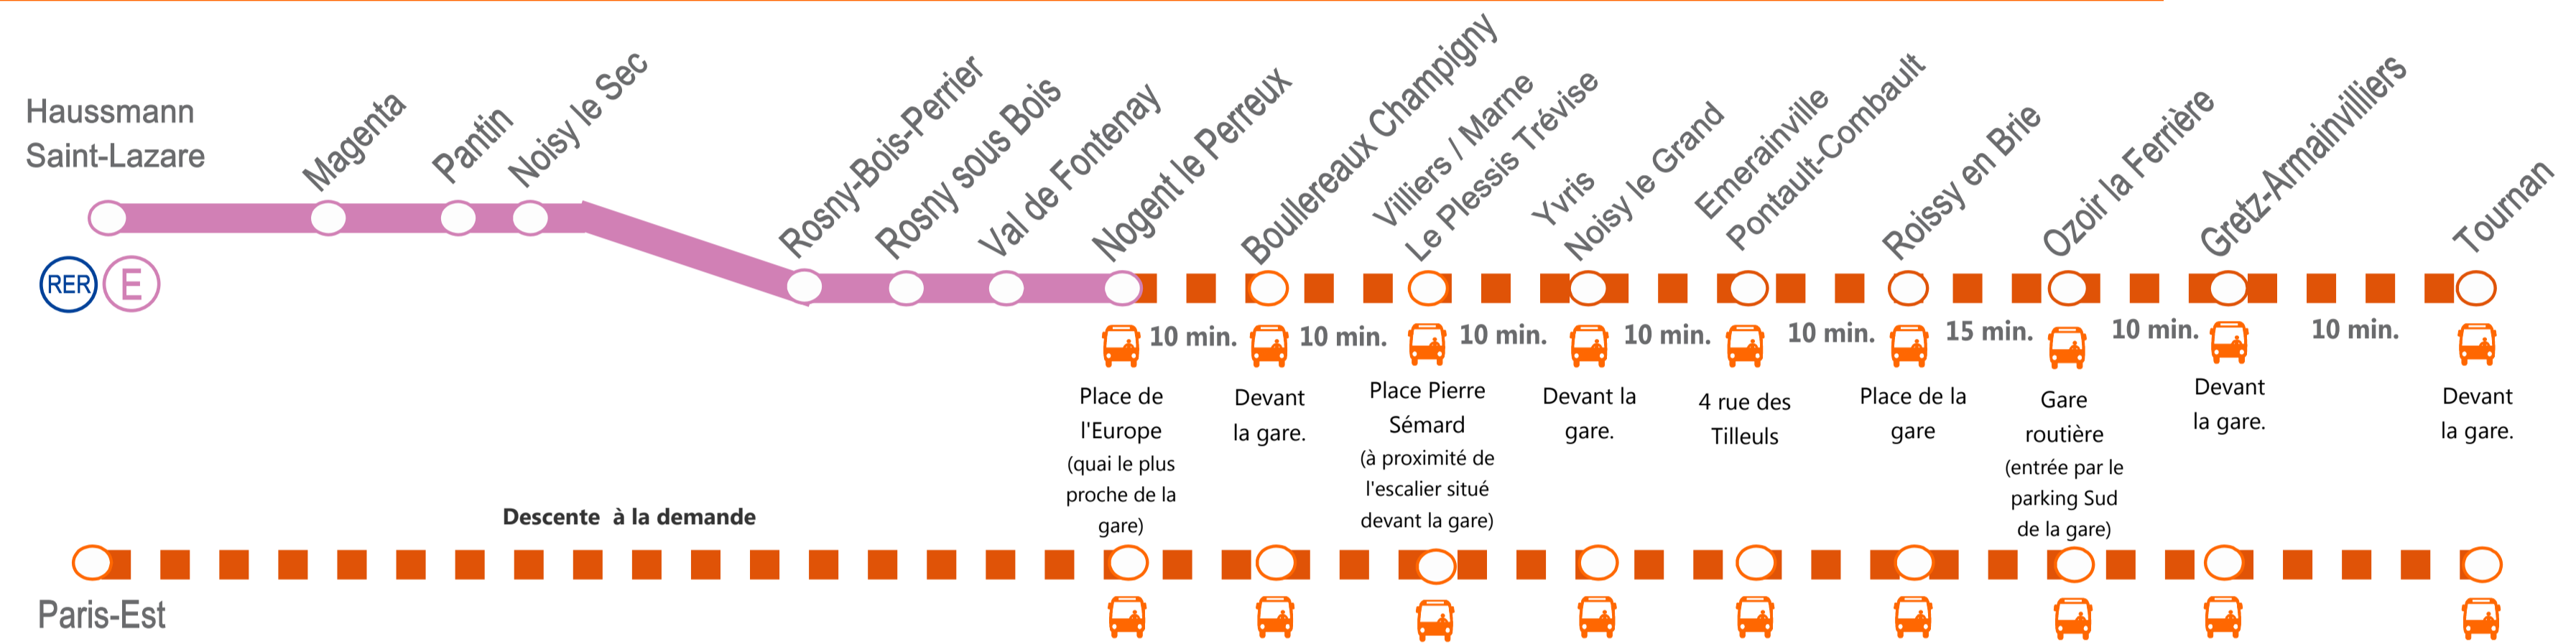 Haussmann
Saint-Lazare
Magenta
Pantin
Noisy le Sec
Rosny-Bois-Perrier
Rosny sous Bois
Val de Fontenay
Nogent le Perreux
Boullereaux Champigny
Villiers / Marne
Le Plessis Trévise
Yvris
Noisy le Grand
Emerainville
Pontault-Combault
Roissy en Brie
Ozoir la Ferrière
Gretz-Armainvilliers
Tournan
RER E
10 min. 10 min. 10 min. 10 min. 10 min. 15 min. 10 min. 10 min.
Place de
l'Europe
(quai le plus
proche de la
gare)
Devant
la gare.
Place Pierre
Sémard
(à proximité de
l'escalier situé
devant la gare)
Devant la
gare.
4 rue des
Tilleuls
Place de la
gare
Gare
routière
(entrée par le
parking Sud
de la gare)
Devant
la gare.
Devant
la gare.
Descente à la demande
Paris-Est